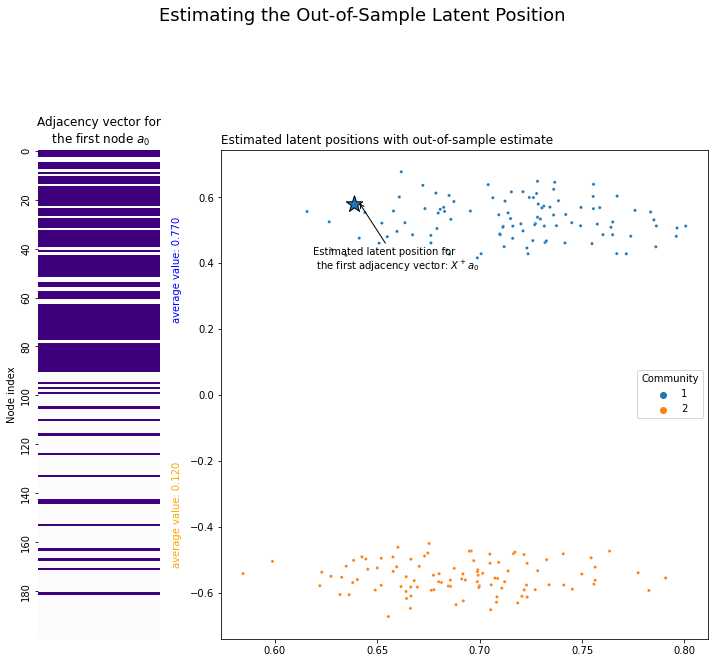 Estimating the Out-of-Sample Latent Position
Adjacency vector for
the first node a₀
Node index
0
20
40
60
80
100
120
140
160
180
average value: 0.770
average value: 0.120
Estimated latent positions with out-of-sample estimate
0.6
0.4
0.2
0.0
−0.2
−0.4
−0.6
Estimated latent position for
the first adjacency vector: X⁺a₀
Community
1
2
0.60
0.65
0.70
0.75
0.80